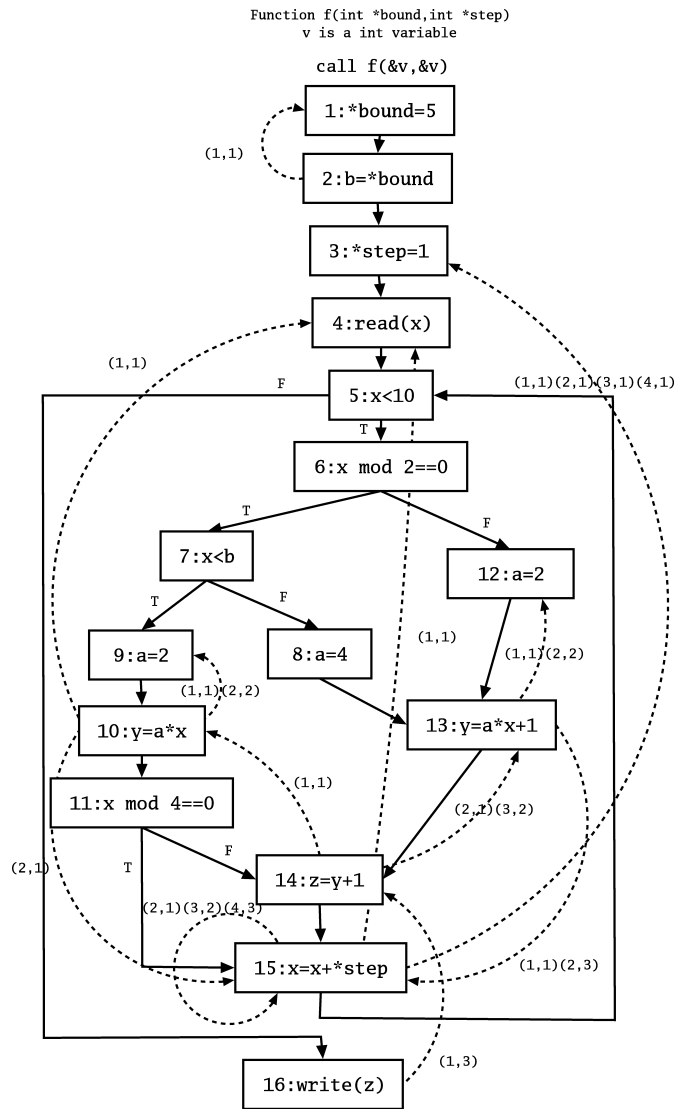 Function f(int *bound,int *step)
v is a int variable
call f(&v,&v)
1:*bound=5
(1,1)
2:b=*bound
3:*step=1
4:read(x)
(1,1)
F
5:x<10
(1,1)(2,1)(3,1)(4,1)
T
6:x mod 2==0
T
F
7:x<b
12:a=2
T
F
9:a=2
8:a=4
(1,1)
(1,1)(2,2)
(1,1)(2,2)
10:y=a*x
13:y=a*x+1
(1,1)
11:x mod 4==0
(2,1)(3,2)
F
T
(2,1)
14:z=y+1
(2,1)(3,2)(4,3)
15:x=x+*step
(1,1)(2,3)
(1,3)
16:write(z)